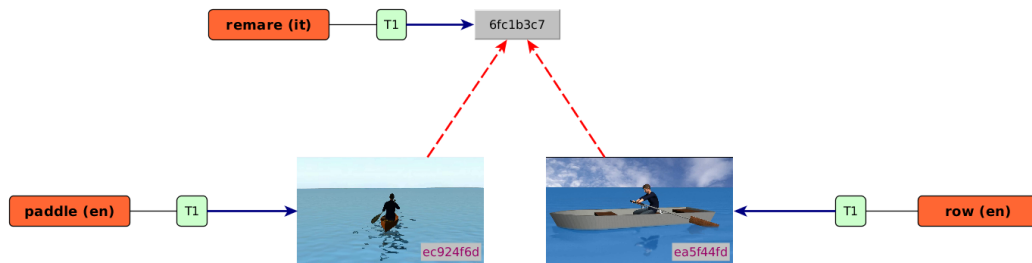 remare (it)
T1
6fc1b3c7
paddle (en)
T1
ec924f6d
ea5f44fd
T1
row (en)